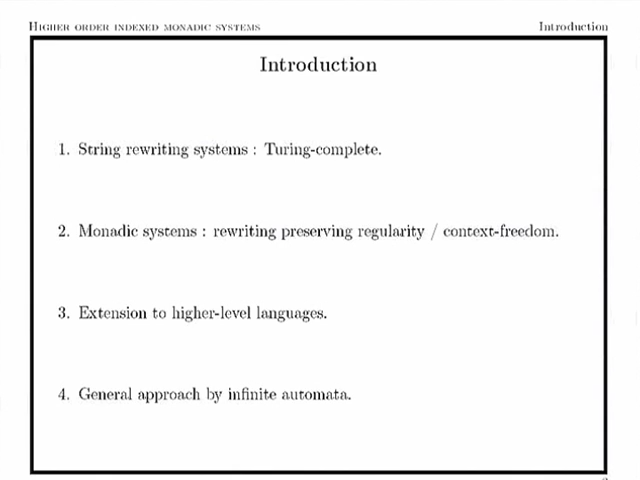 Higher order indexed monadic systems
Introduction
Introduction
1. String rewriting systems : Turing-complete.
2. Monadic systems : rewriting preserving regularity / context-freedom.
3. Extension to higher-level languages.
4. General approach by infinite automata.